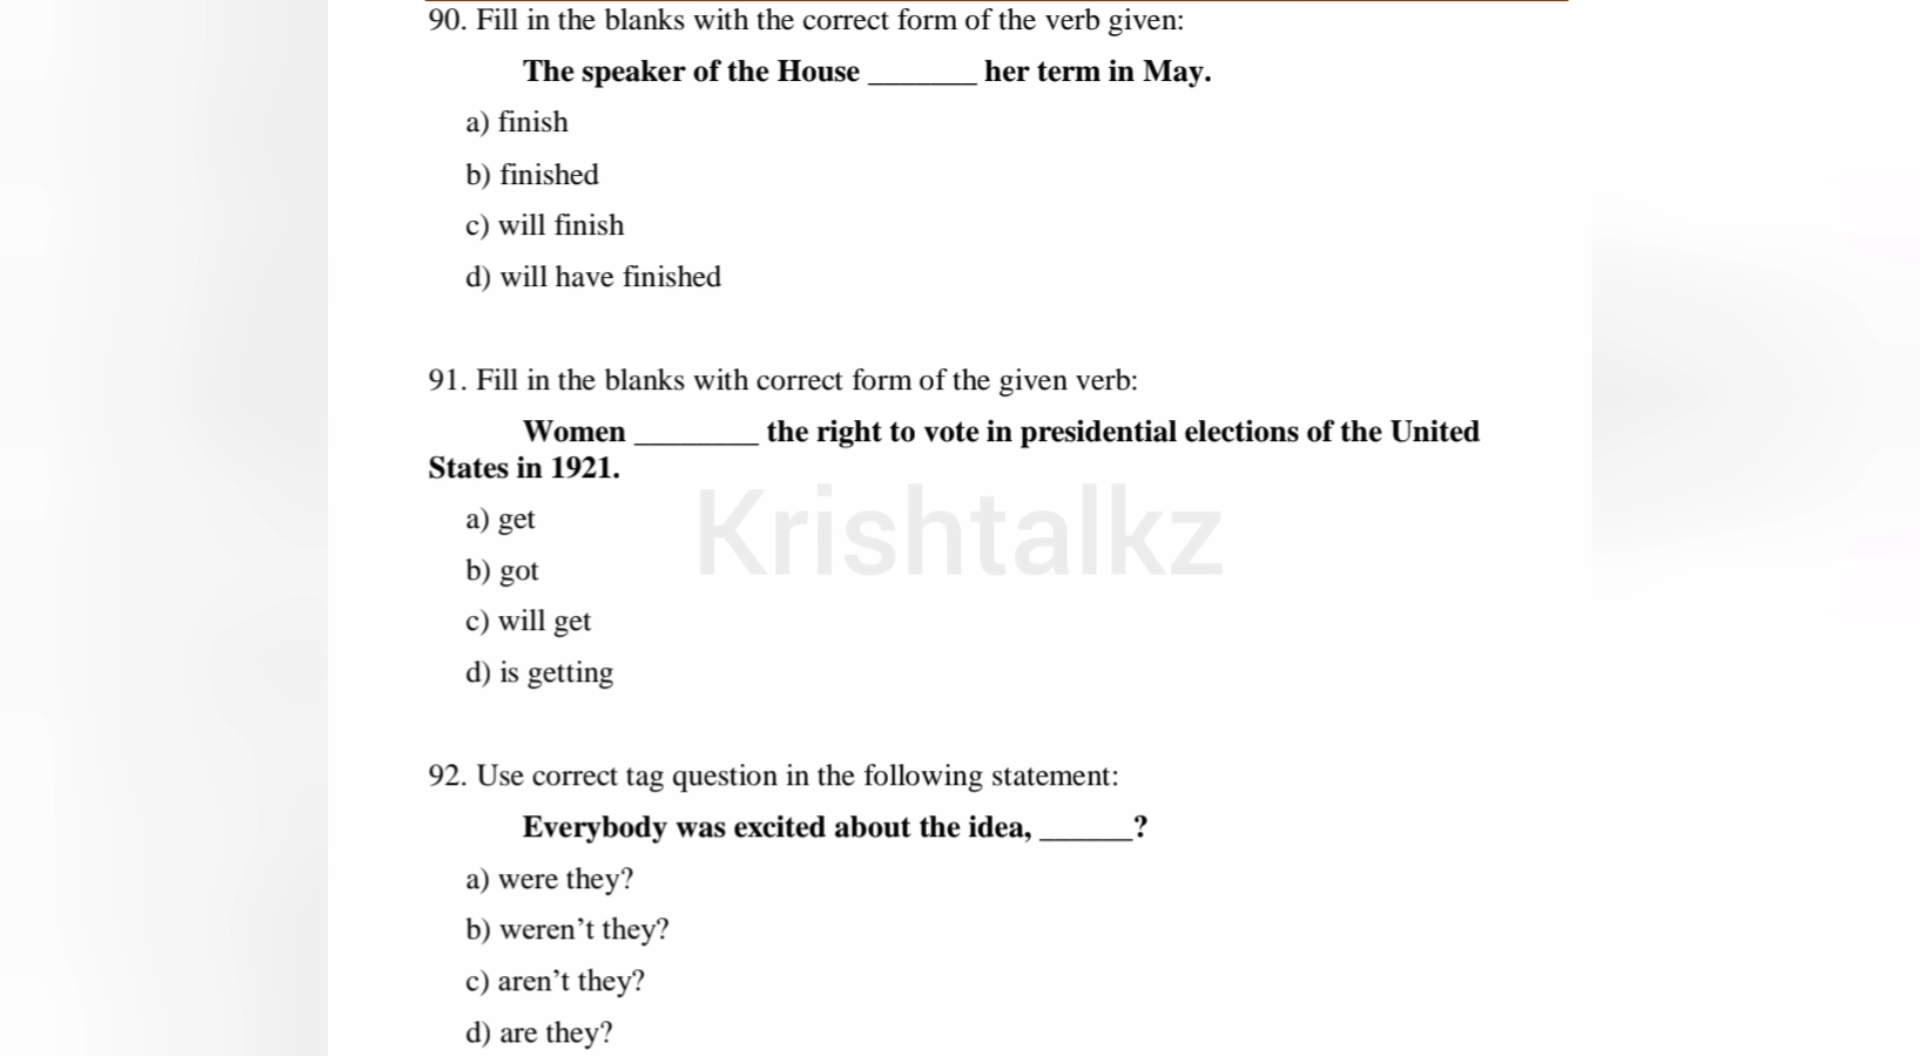 90. Fill in the blanks with the correct form of the verb given:
The speaker of the House _______ her term in May.
a) finish
b) finished
c) will finish
d) will have finished
91. Fill in the blanks with correct form of the given verb:
Women ________ the right to vote in presidential elections of the United
States in 1921.
Krishtalkz
a) get
b) got
c) will get
d) is getting
92. Use correct tag question in the following statement:
Everybody was excited about the idea, ______?
a) were they?
b) weren’t they?
c) aren’t they?
d) are they?